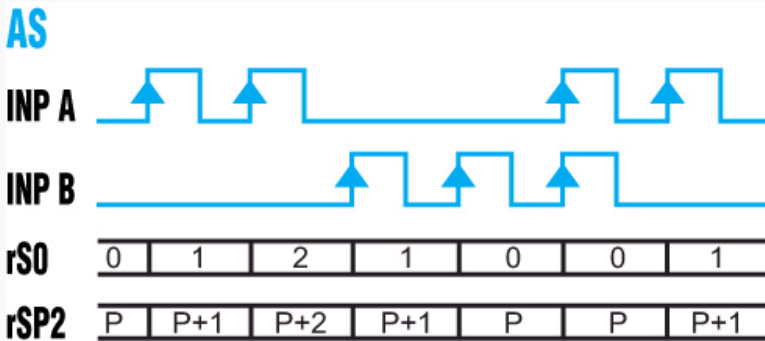 AS
INP A
INP B
rS0 0 1 2 1 0 0 1
rSP2 P P+1 P+2 P+1 P P P+1